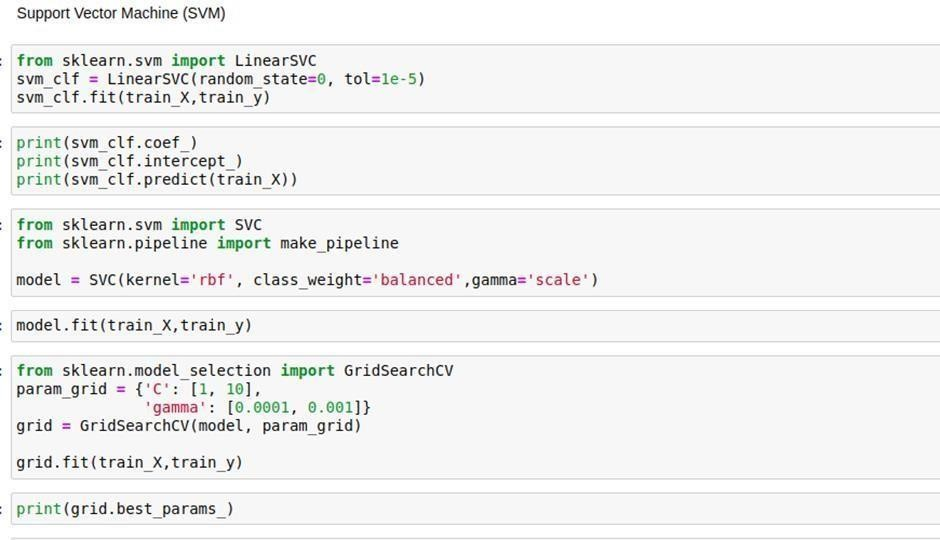 Support Vector Machine (SVM)
from sklearn.svm import LinearSVC
svm_clf = LinearSVC(random_state=0, tol=1e-5)
svm_clf.fit(train_X,train_y)
print(svm_clf.coef_)
print(svm_clf.intercept_)
print(svm_clf.predict(train_X))
from sklearn.svm import SVC
from sklearn.pipeline import make_pipeline
model = SVC(kernel='rbf', class_weight='balanced',gamma='scale')
model.fit(train_X,train_y)
from sklearn.model_selection import GridSearchCV
param_grid = {'C': [1, 10],
'gamma': [0.0001, 0.001]}
grid = GridSearchCV(model, param_grid)
grid.fit(train_X,train_y)
print(grid.best_params_)